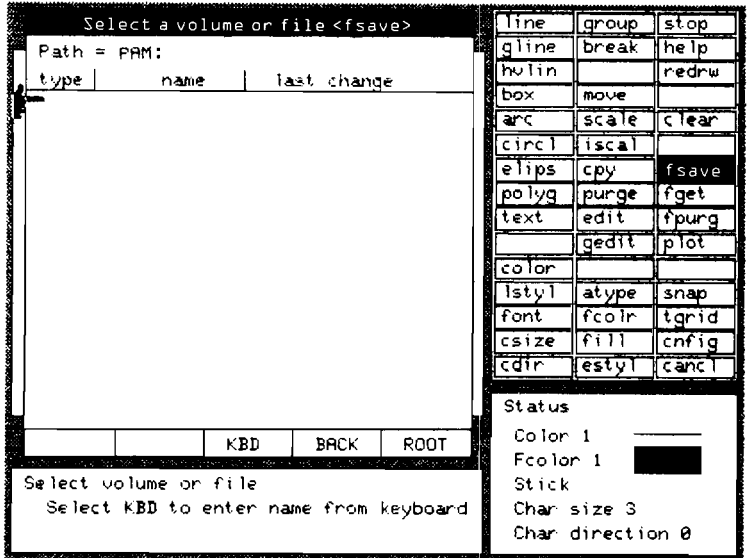 Select a volume or file <fsave>
Path = PAM:
type name last change
KBD BACK ROOT
Select volume or file
Select KBD to enter name from keyboard
line group stop
gline break help
hvlin redrw
box move
arc scale clear
circl iscal
elips cpy fsave
polyg purge fget
text edit fpurg
gedit plot
color
lstyl atype snap
font fcolr tgrid
csize fill cnfig
cdir estyl cancl
Status
Color 1
Fcolor 1
Stick
Char size 3
Char direction 0